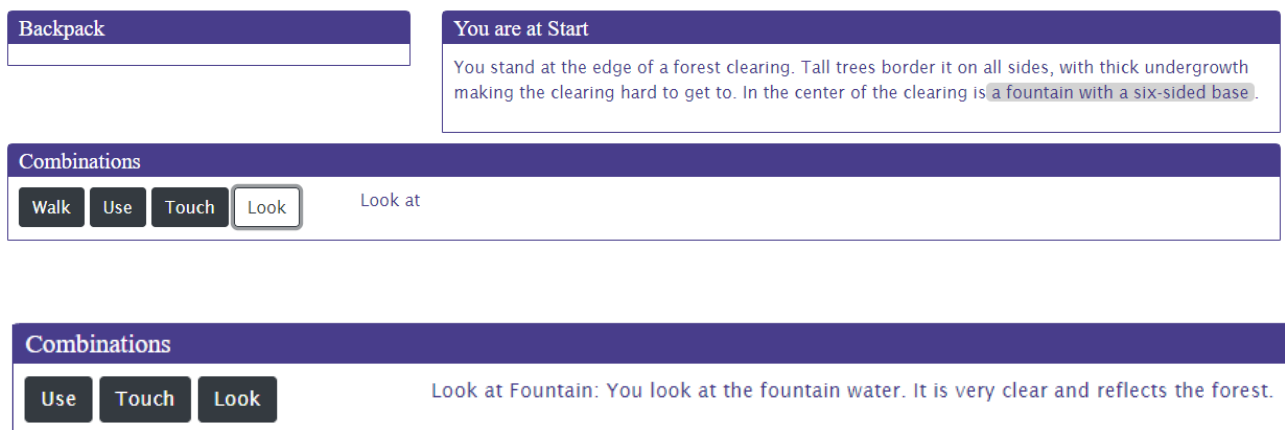 Backpack
You are at Start
You stand at the edge of a forest clearing. Tall trees border it on all sides, with thick undergrowth
making the clearing hard to get to. In the center of the clearing is a fountain with a six-sided base .
Combinations
Walk Use Touch Look Look at
Combinations
Use Touch Look Look at Fountain: You look at the fountain water. It is very clear and reflects the forest.